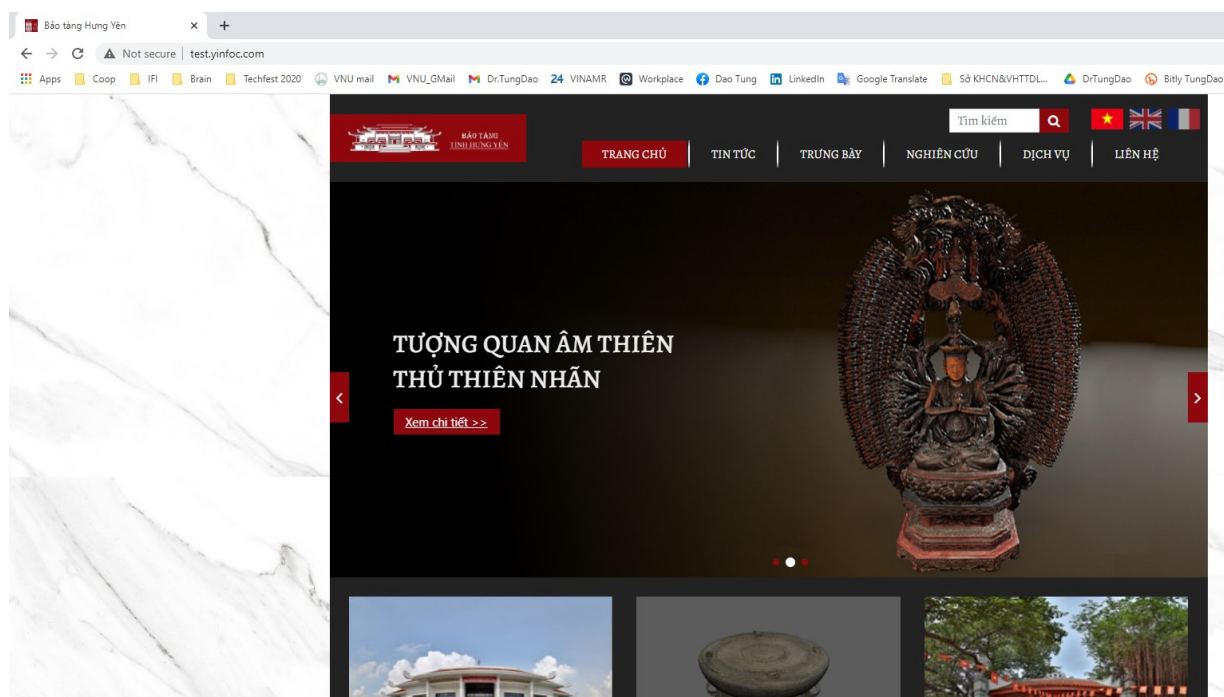 Bảo tàng Hưng Yên
Not secure | test.yinfoc.com
Apps Coop IFI Brain Techfest 2020 VNU mail VNU_GMail Dr.TungDao 24 VINAMR Workplace Dao Tung LinkedIn Google Translate Sở KHCN&VHTTDL... DrTungDao Bitly TungDao
BẢO TÀNG
TỈNH HƯNG YÊN
Tìm kiếm
TRANG CHỦ TIN TỨC TRƯNG BÀY NGHIÊN CỨU DỊCH VỤ LIÊN HỆ
TƯỢNG QUAN ÂM THIÊN
THỦ THIÊN NHÃN
Xem chi tiết >>